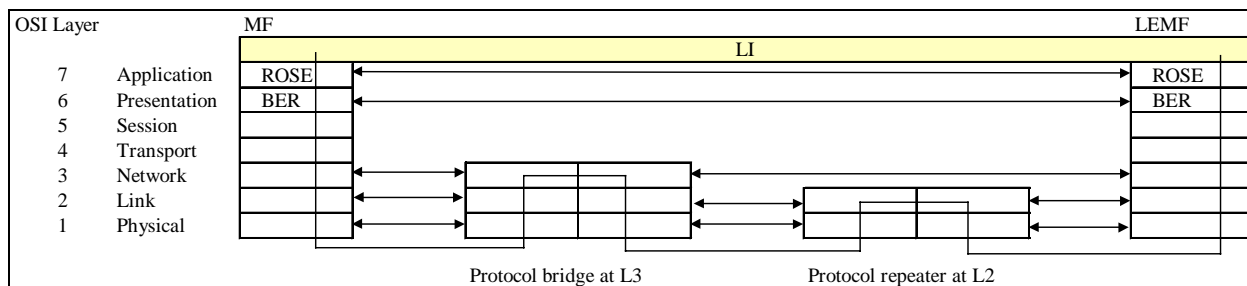 OSI Layer MF LEMF
LI
7 Application ROSE ROSE
6 Presentation BER BER
5 Session
4 Transport
3 Network
2 Link
1 Physical
Protocol bridge at L3 Protocol repeater at L2